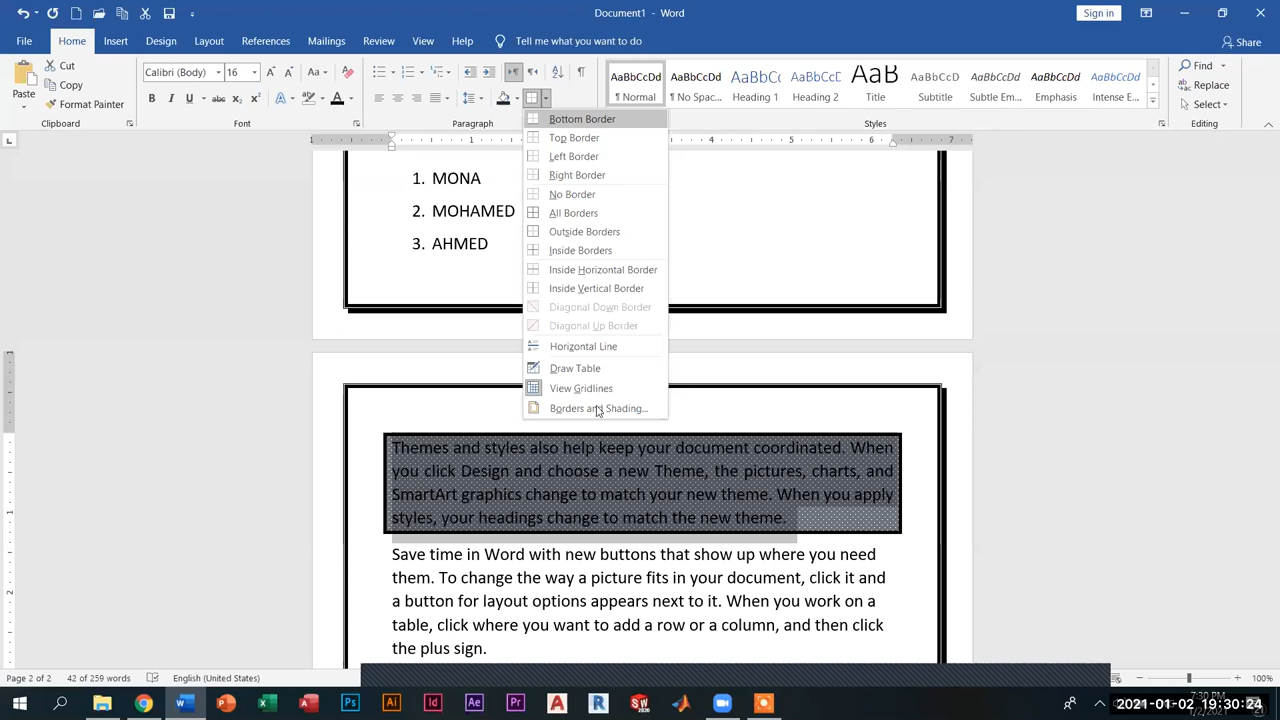 Document1 - Word
Sign in
File Home Insert Design Layout References Mailings Review View Help Tell me what you want to do Share
Paste
Cut
Copy
Format Painter
Clipboard
Calibri (Body) 16
Font
Paragraph
AaBbCcDd AaBbCcDd AaBbCc AaBbCcC AaB AaBbCcD AaBbCcDd AaBbCcDd AaBbCcDd
¶ Normal ¶ No Spac... Heading 1 Heading 2 Title Subtitle Subtle Em... Emphasis Intense E...
Styles
Find
Replace
Select
Editing
Bottom Border
Top Border
Left Border
Right Border
No Border
All Borders
Outside Borders
Inside Borders
Inside Horizontal Border
Inside Vertical Border
Diagonal Down Border
Diagonal Up Border
Horizontal Line
Draw Table
View Gridlines
Borders and Shading...
1. MONA
2. MOHAMED
3. AHMED
Themes and styles also help keep your document coordinated. When
you click Design and choose a new Theme, the pictures, charts, and
SmartArt graphics change to match your new theme. When you apply
styles, your headings change to match the new theme.
Save time in Word with new buttons that show up where you need
them. To change the way a picture fits in your document, click it and
a button for layout options appears next to it. When you work on a
table, click where you want to add a row or a column, and then click
the plus sign.
Page 2 of 2 42 of 259 words English (United States) 100%
7:30 PM
2021-01-02 19:30:24
1/2/2021